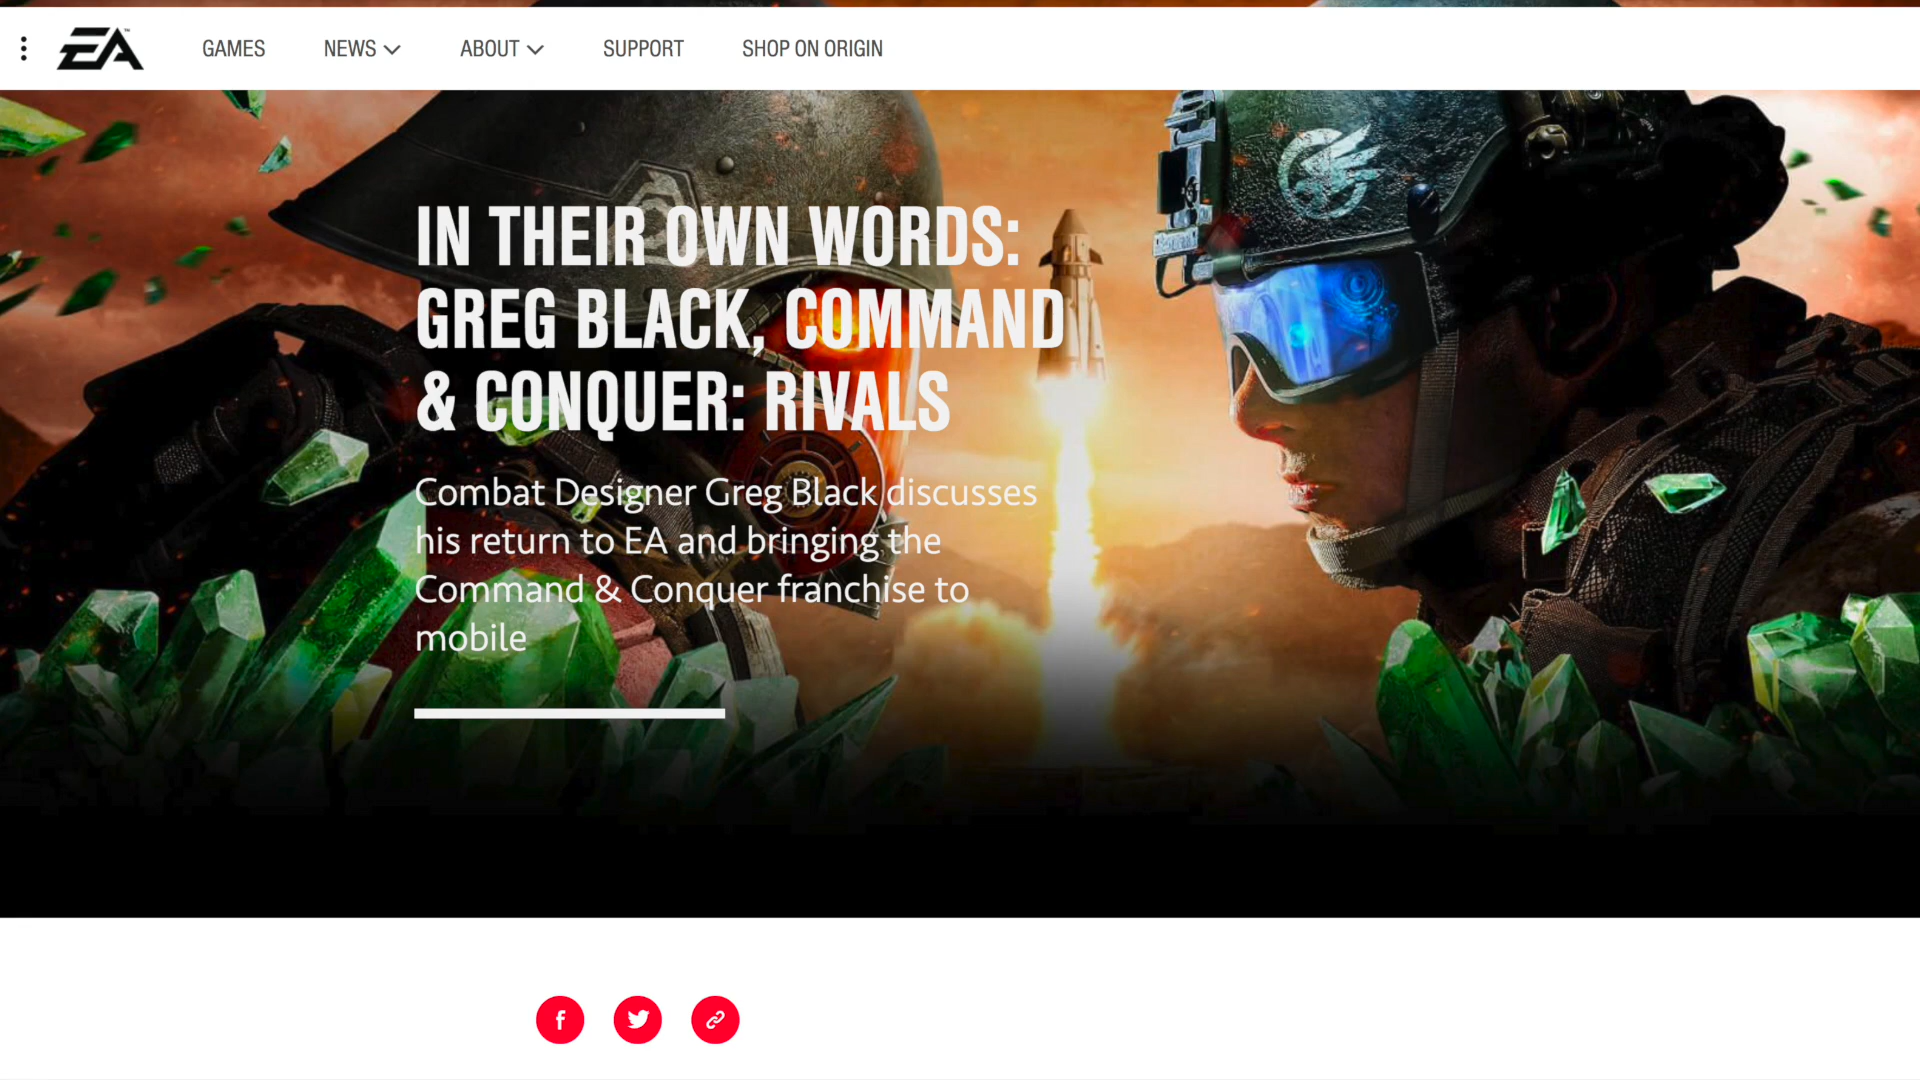 EA
GAMES
NEWS
ABOUT
SUPPORT
SHOP ON ORIGIN
IN THEIR OWN WORDS:
GREG BLACK, COMMAND
& CONQUER: RIVALS
Combat Designer Greg Black discusses
his return to EA and bringing the
Command & Conquer franchise to
mobile